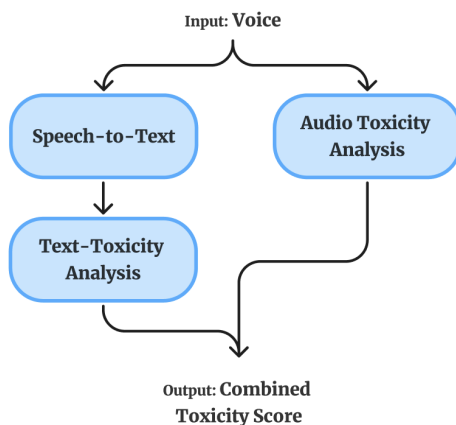 Input: Voice
Speech-to-Text
Audio Toxicity
Analysis
Text-Toxicity
Analysis
Output: Combined
Toxicity Score